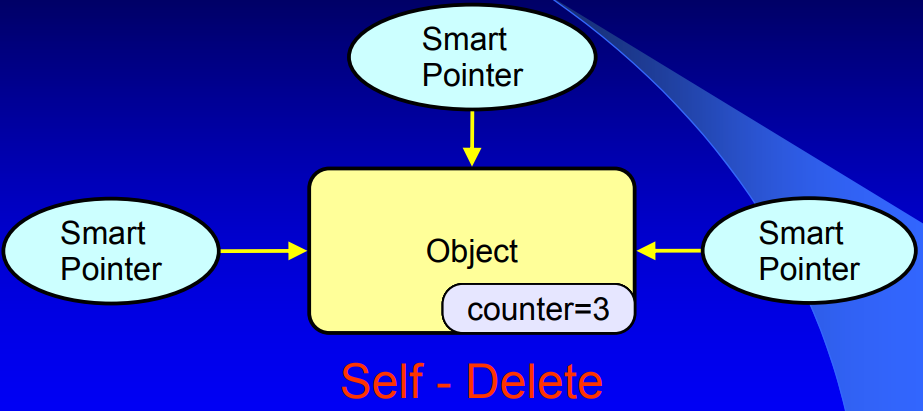 Smart
Pointer
Smart
Pointer
Object
Smart
Pointer
counter=3
Self - Delete